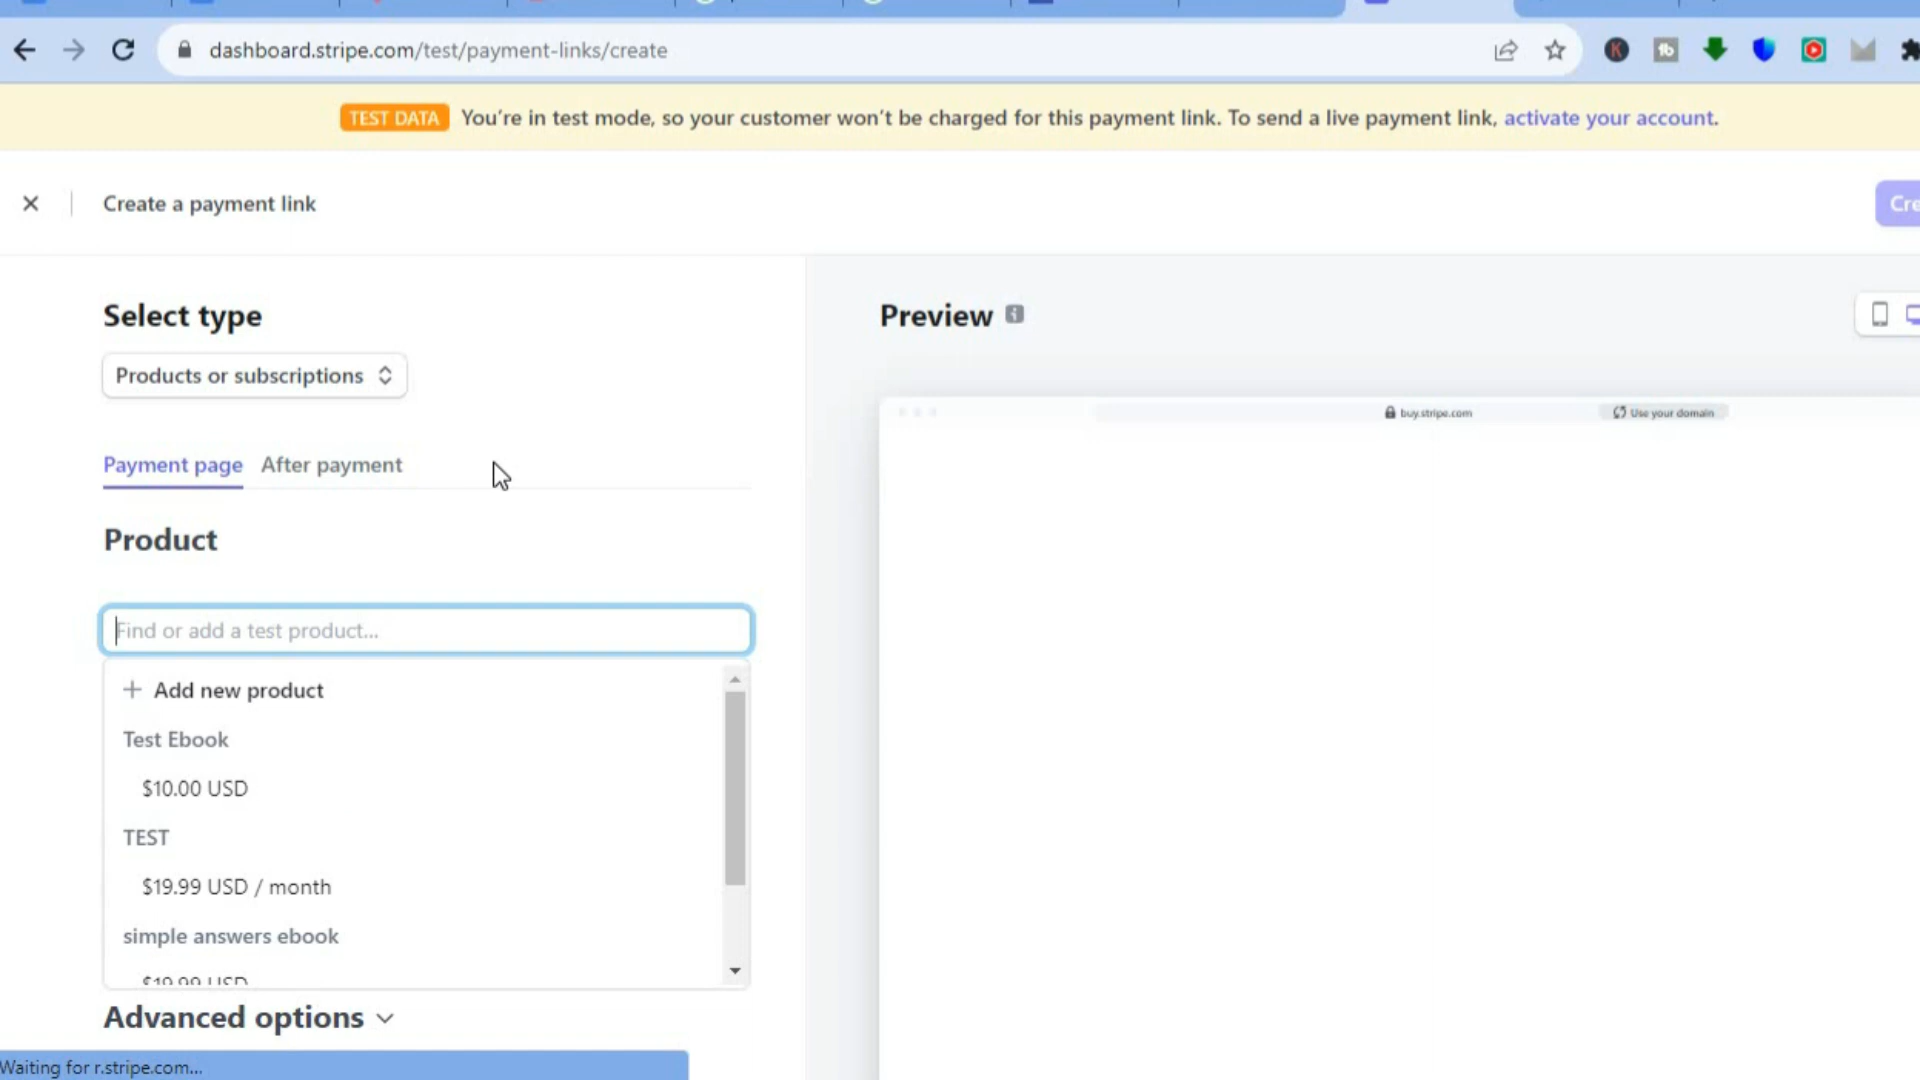 dashboard.stripe.com/test/payment-links/create
TEST DATA You're in test mode, so your customer won't be charged for this payment link. To send a live payment link, activate your account.
Create a payment link
Cre
Select type
Products or subscriptions
Payment page After payment
Product
Find or add a test product...
+ Add new product
Test Ebook
$10.00 USD
TEST
$19.99 USD / month
simple answers ebook
$19.99 USD
Advanced options
Waiting for r.stripe.com...
Preview
buy.stripe.com
Use your domain